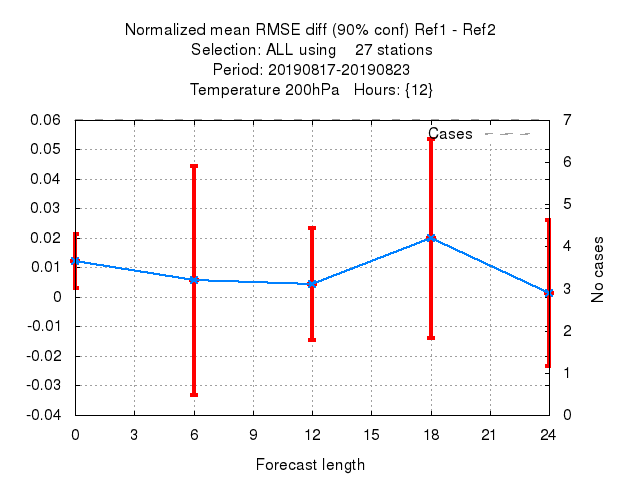 Normalized mean RMSE diff (90% conf) Ref1 - Ref2
Selection: ALL using    27 stations
Period: 20190817-20190823
Temperature 200hPa   Hours: {12}
Cases
0.06
0.05
0.04
0.03
0.02
0.01
0
-0.01
-0.02
-0.03
-0.04
7
6
5
4
3
2
1
0
No cases
0 3 6 9 12 15 18 21 24
Forecast length